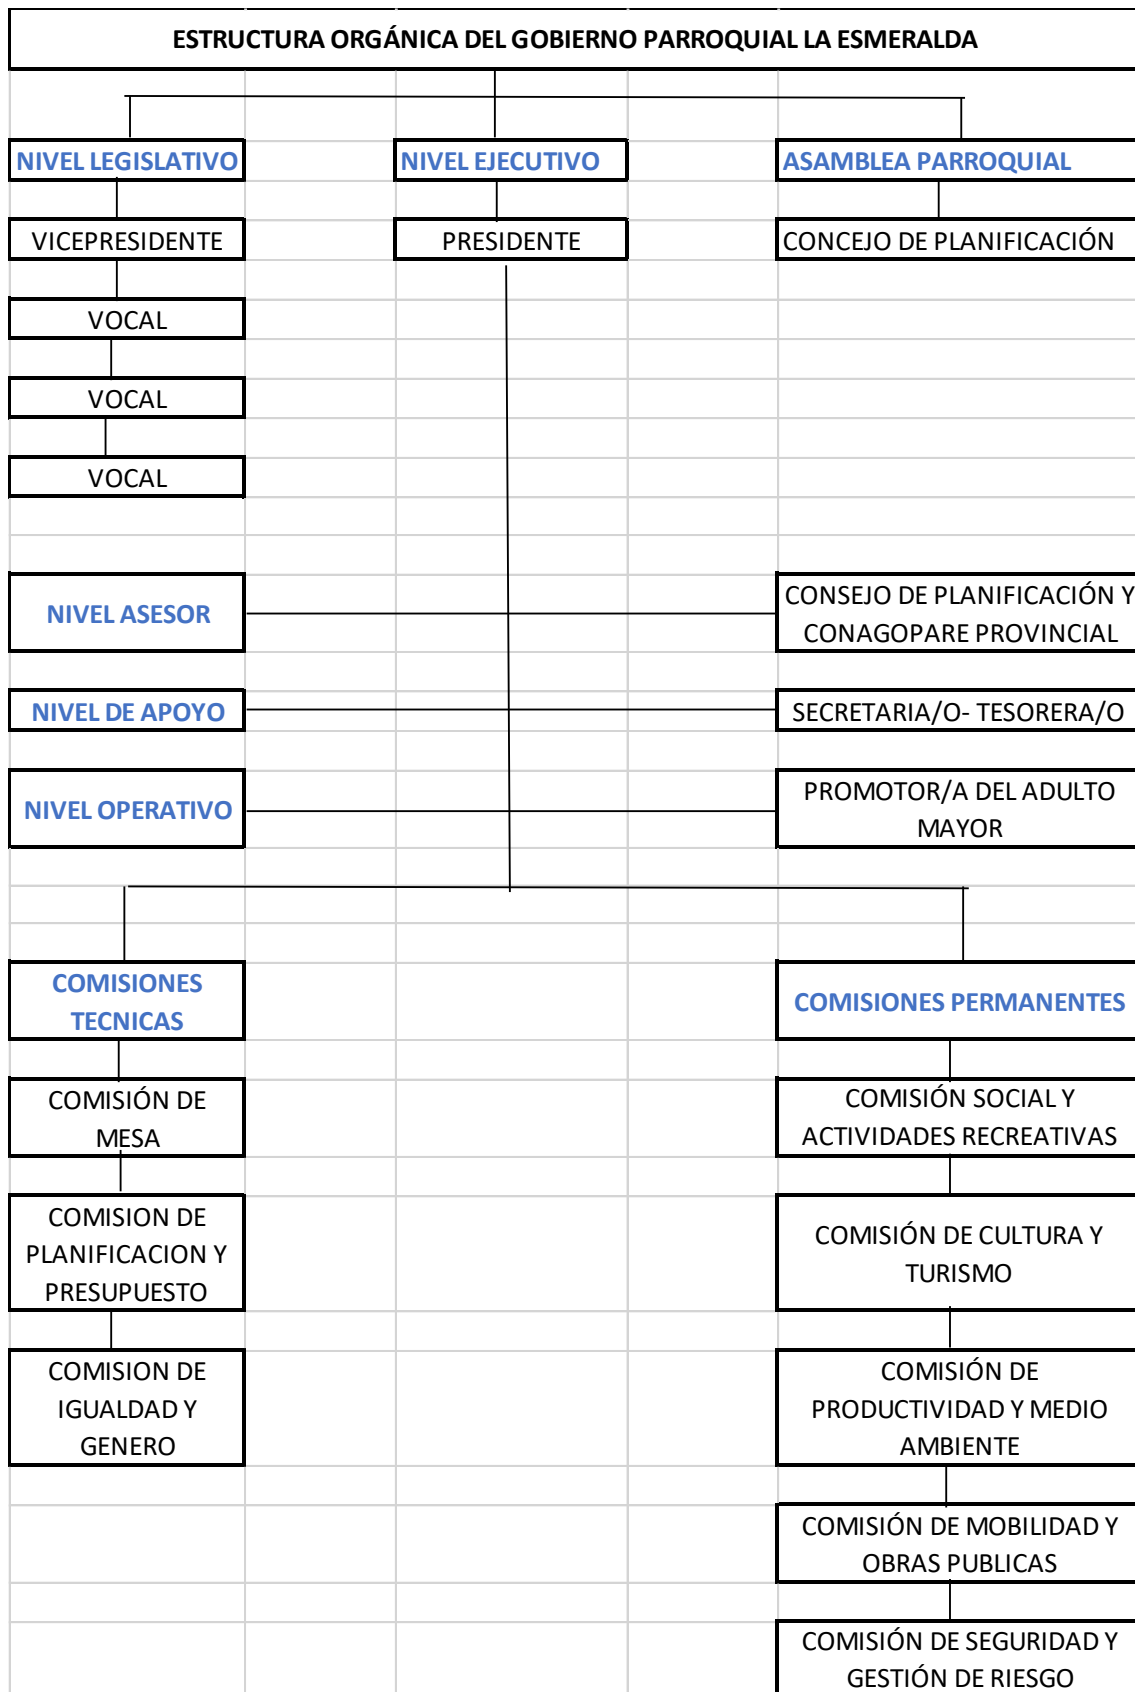 ESTRUCTURA ORGÁNICA DEL GOBIERNO PARROQUIAL LA ESMERALDA
NIVEL LEGISLATIVO
NIVEL EJECUTIVO
ASAMBLEA PARROQUIAL
VICEPRESIDENTE
PRESIDENTE
CONCEJO DE PLANIFICACIÓN
VOCAL
VOCAL
VOCAL
NIVEL ASESOR
CONSEJO DE PLANIFICACIÓN Y
CONAGOPARE PROVINCIAL
NIVEL DE APOYO
SECRETARIA/O- TESORERA/O
NIVEL OPERATIVO
PROMOTOR/A DEL ADULTO
MAYOR
COMISIONES
TECNICAS
COMISIONES PERMANENTES
COMISIÓN DE
MESA
COMISIÓN SOCIAL Y
ACTIVIDADES RECREATIVAS
COMISION DE
PLANIFICACION Y
PRESUPUESTO
COMISIÓN DE CULTURA Y
TURISMO
COMISION DE
IGUALDAD Y
GENERO
COMISIÓN DE
PRODUCTIVIDAD Y MEDIO
AMBIENTE
COMISIÓN DE MOBILIDAD Y
OBRAS PUBLICAS
COMISIÓN DE SEGURIDAD Y
GESTIÓN DE RIESGO